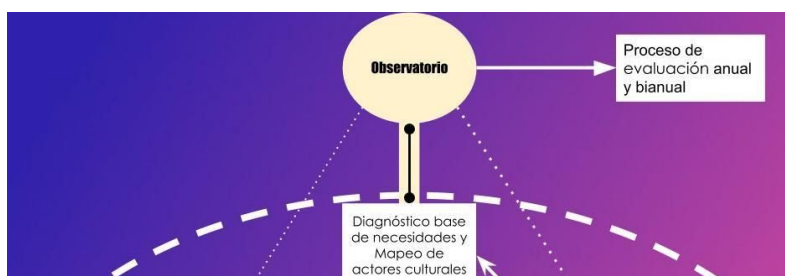 Observatorio
Proceso de
evaluación anual
y bianual
Diagnóstico base
de necesidades y
Mapeo de
actores culturales